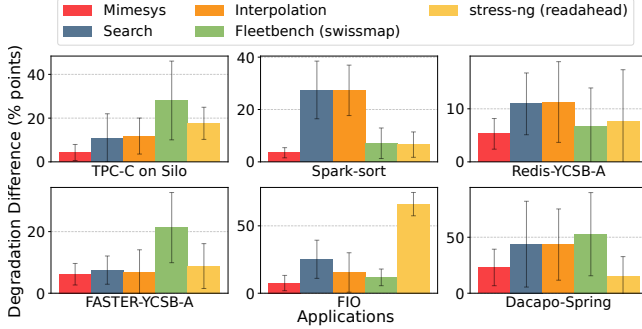 Mimesys
Search
Interpolation
Fleetbench (swissmap)
stress-ng (readahead)
Degradation Difference (% points)
40
20
0
TPC-C on Silo
40
20
0
Spark-sort
10
0
Redis-YCSB-A
20
0
FASTER-YCSB-A
50
0
FIO
50
0
Dacapo-Spring
Applications